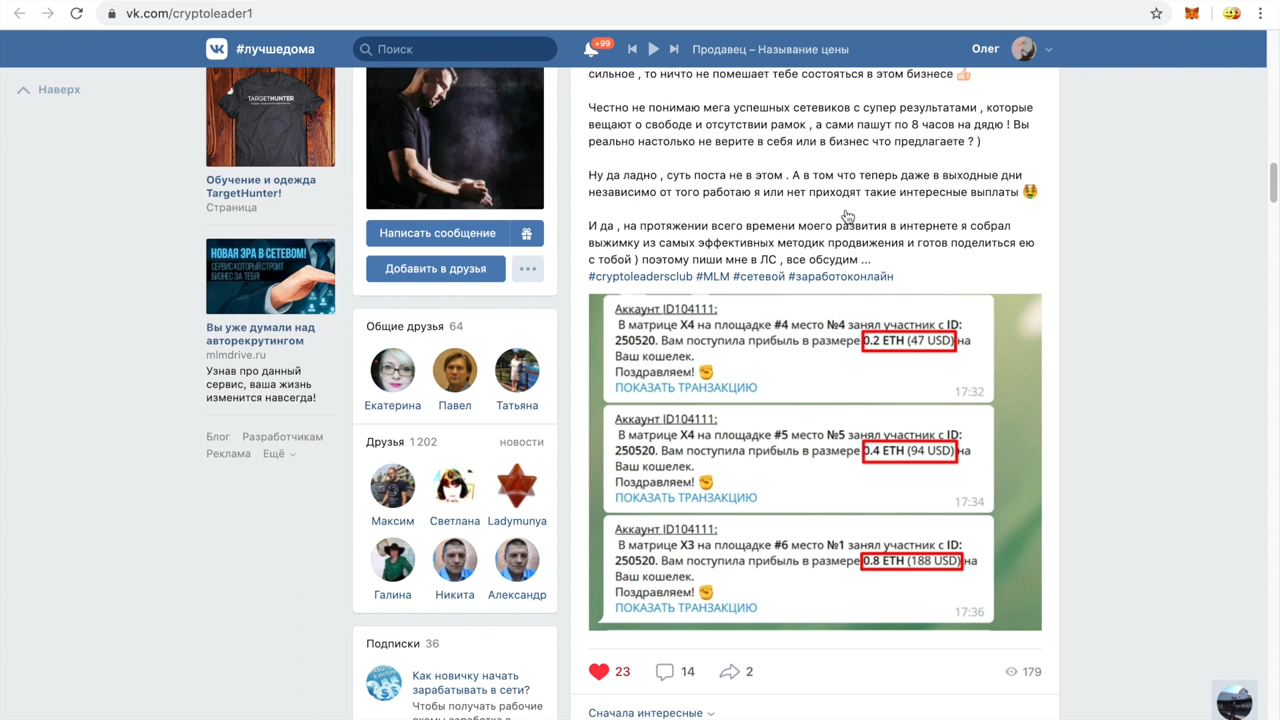 vk.com/cryptoleader1
#лучшедома
Поиск
+99
Продавец – Называние цены
Олег
Наверх
TARGETHUNTER
Обучение и одежда
TargetHunter!
Страница
НОВАЯ ЭРА В СЕТЕВОМ!
СЕРВИС КОТОРЫЙ СТРОИТ
БИЗНЕС ЗА ТЕБЯ!
Вы уже думали над
авторекрутингом
mlmdrive.ru
Узнав про данный
сервис, ваша жизнь
изменится навсегда!
Блог Разработчикам
Реклама Ещё
Написать сообщение
Добавить в друзья
Общие друзья 64
Екатерина Павел Татьяна
Друзья 1 202 новости
Максим Светлана Ladymunya
Галина Никита Александр
Подписки 36
Как новичку начать
зарабатывать в сети?
Чтобы получать рабочие
сильное , то ничто не помешает тебе состояться в этом бизнесе 👍🏻
Честно не понимаю мега успешных сетевиков с супер результатами , которые
вещают о свободе и отсутствии рамок , а сами пашут по 8 часов на дядю ! Вы
реально настолько не верите в себя или в бизнес что предлагаете ? )
Ну да ладно , суть поста не в этом . А в том что теперь даже в выходные дни
независимо от того работаю я или нет приходят такие интересные выплаты 🤑
И да , на протяжении всего времени моего развития в интернете я собрал
выжимку из самых эффективных методик продвижения и готов поделиться ею
с тобой ) поэтому пиши мне в ЛС , все обсудим ...
#cryptoleadersclub #MLM #сетевой #заработоконлайн
Аккаунт ID104111:
В матрице X4 на площадке #4 место №4 занял участник с ID:
250520. Вам поступила прибыль в размере 0.2 ETH (47 USD) на
Ваш кошелек.
Поздравляем! ✊
ПОКАЗАТЬ ТРАНЗАКЦИЮ
17:32
Аккаунт ID104111:
В матрице X4 на площадке #5 место №5 занял участник с ID:
250520. Вам поступила прибыль в размере 0.4 ETH (94 USD) на
Ваш кошелек.
Поздравляем! ✊
ПОКАЗАТЬ ТРАНЗАКЦИЮ
17:34
Аккаунт ID104111:
В матрице X3 на площадке #6 место №1 занял участник с ID:
250520. Вам поступила прибыль в размере 0.8 ETH (188 USD) на
Ваш кошелек.
Поздравляем! ✊
ПОКАЗАТЬ ТРАНЗАКЦИЮ
17:36
23 14 2 179
Сначала интересные